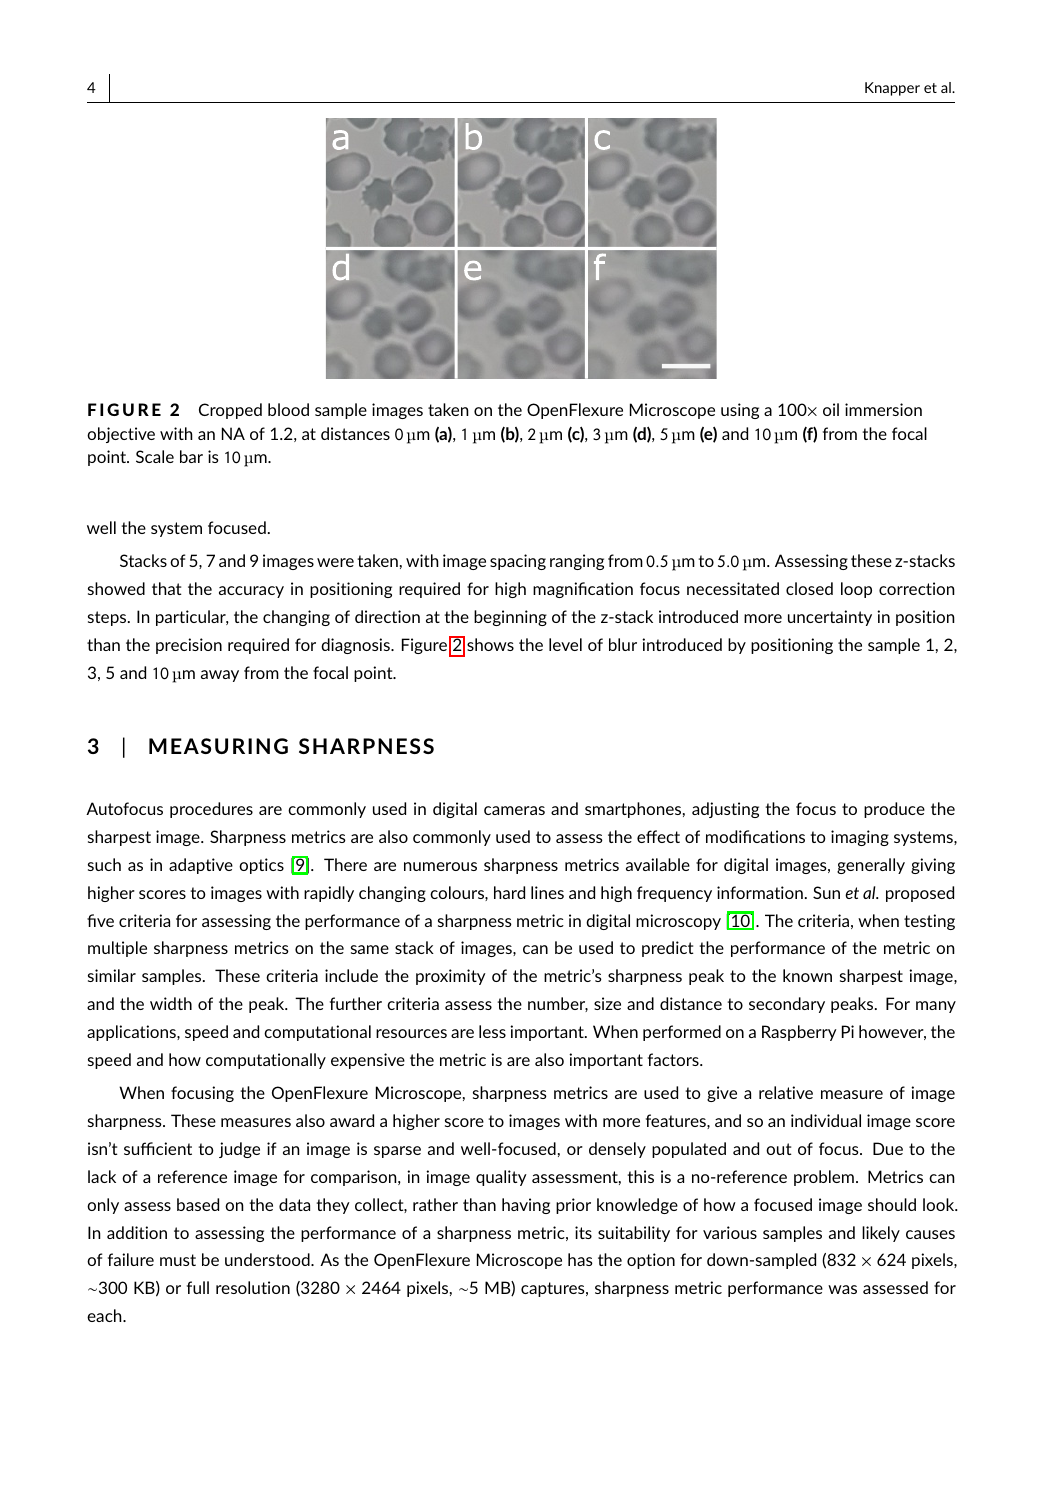 4
Knapper et al.
a b c
d e f
FIGURE 2 Cropped blood sample images taken on the OpenFlexure Microscope using a 100× oil immersion
objective with an NA of 1.2, at distances 0 µm (a), 1 µm (b), 2 µm (c), 3 µm (d), 5 µm (e) and 10 µm (f) from the focal
point. Scale bar is 10 µm.
well the system focused.
Stacks of 5, 7 and 9 images were taken, with image spacing ranging from 0.5 µm to 5.0 µm. Assessing these z-stacks
showed that the accuracy in positioning required for high magnification focus necessitated closed loop correction
steps. In particular, the changing of direction at the beginning of the z-stack introduced more uncertainty in position
than the precision required for diagnosis. Figure 2 shows the level of blur introduced by positioning the sample 1, 2,
3, 5 and 10 µm away from the focal point.
3 | MEASURING SHARPNESS
Autofocus procedures are commonly used in digital cameras and smartphones, adjusting the focus to produce the
sharpest image. Sharpness metrics are also commonly used to assess the effect of modifications to imaging systems,
such as in adaptive optics [9]. There are numerous sharpness metrics available for digital images, generally giving
higher scores to images with rapidly changing colours, hard lines and high frequency information. Sun et al. proposed
five criteria for assessing the performance of a sharpness metric in digital microscopy [10]. The criteria, when testing
multiple sharpness metrics on the same stack of images, can be used to predict the performance of the metric on
similar samples. These criteria include the proximity of the metric's sharpness peak to the known sharpest image,
and the width of the peak. The further criteria assess the number, size and distance to secondary peaks. For many
applications, speed and computational resources are less important. When performed on a Raspberry Pi however, the
speed and how computationally expensive the metric is are also important factors.
When focusing the OpenFlexure Microscope, sharpness metrics are used to give a relative measure of image
sharpness. These measures also award a higher score to images with more features, and so an individual image score
isn't sufficient to judge if an image is sparse and well-focused, or densely populated and out of focus. Due to the
lack of a reference image for comparison, in image quality assessment, this is a no-reference problem. Metrics can
only assess based on the data they collect, rather than having prior knowledge of how a focused image should look.
In addition to assessing the performance of a sharpness metric, its suitability for various samples and likely causes
of failure must be understood. As the OpenFlexure Microscope has the option for down-sampled (832 × 624 pixels,
~300 KB) or full resolution (3280 × 2464 pixels, ~5 MB) captures, sharpness metric performance was assessed for
each.